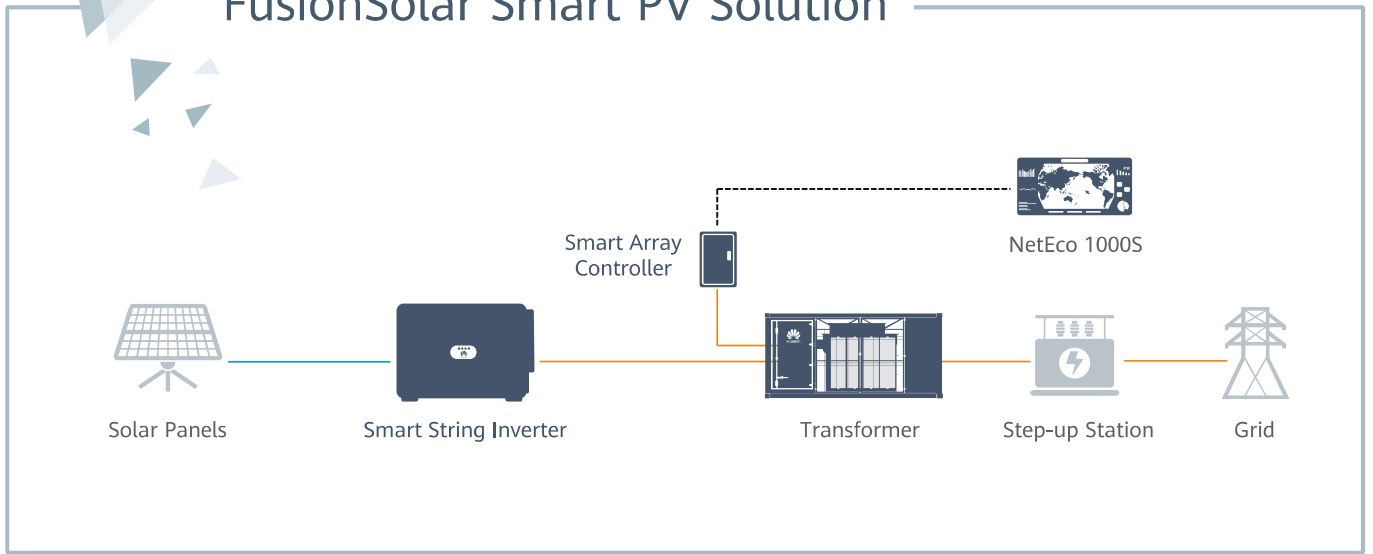 FusionSolar Smart PV Solution
NetEco 1000S
Smart Array
Controller
Solar Panels
Smart String Inverter
Transformer
Step-up Station
Grid